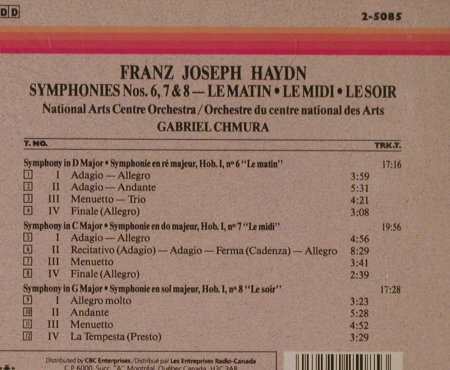 D D
2-5085
FRANZ JOSEPH HAYDN
SYMPHONIES Nos. 6, 7 & 8 — LE MATIN • LE MIDI • LE SOIR
National Arts Centre Orchestra / Orchestre du centre national des Arts
GABRIEL CHMURA
T. NO. TRK.T.
Symphony in D Major • Symphonie en ré majeur, Hob. I, nº 6 "Le matin" 17:16
1 I Adagio — Allegro 3:59
2 II Adagio — Andante 5:31
3 III Menuetto — Trio 4:21
4 IV Finale (Allegro) 3:08
Symphony in C Major • Symphonie en do majeur, Hob. I, nº 7 "Le midi" 19:56
5 I Adagio — Allegro 4:56
6 II Recitativo (Adagio) — Adagio — Ferma (Cadenza) — Allegro 8:29
7 III Menuetto 3:41
8 IV Finale (Allegro) 2:39
Symphony in G Major • Symphonie en sol majeur, Hob. I, nº 8 "Le soir" 17:28
9 I Allegro molto 3:23
10 II Andante 5:28
11 III Menuetto 4:52
12 IV La Tempesta (Presto) 3:29
Distributed by CBC Enterprises / Distribué par Les Entreprises Radio-Canada
C.P. 6000, Succ. "A", Montréal, Québec, Canada, H3C 3A8